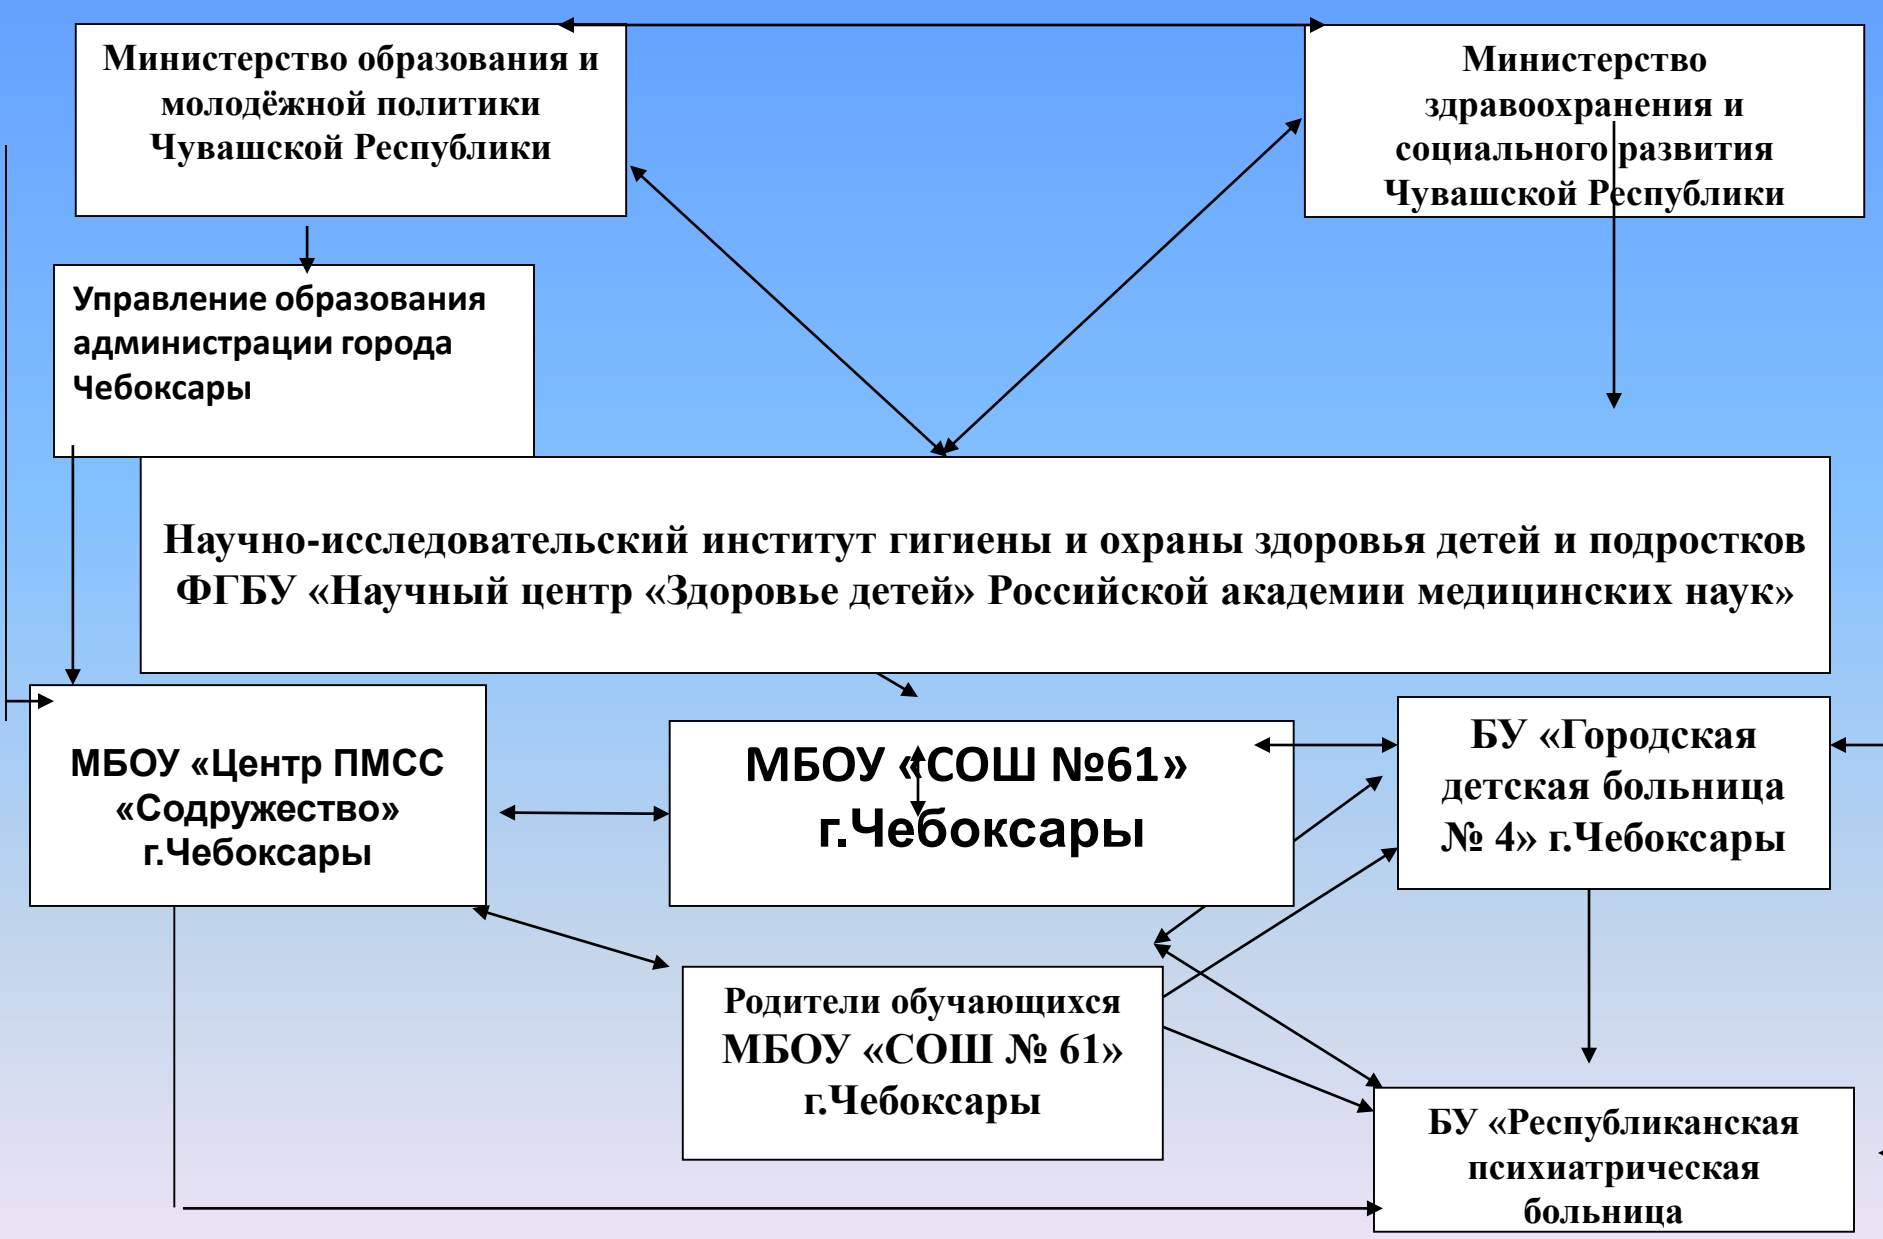 Министерство образования и
молодёжной политики
Чувашской Республики
Министерство
здравоохранения и
социального развития
Чувашской Республики
Управление образования
администрации города
Чебоксары
Научно-исследовательский институт гигиены и охраны здоровья детей и подростков
ФГБУ «Научный центр «Здоровье детей» Российской академии медицинских наук»
МБОУ «Центр ПМСС
«Содружество»
г.Чебоксары
МБОУ «СОШ №61»
г.Чебоксары
БУ «Городская
детская больница
№ 4» г.Чебоксары
Родители обучающихся
МБОУ «СОШ № 61»
г.Чебоксары
БУ «Республиканская
психиатрическая
больница